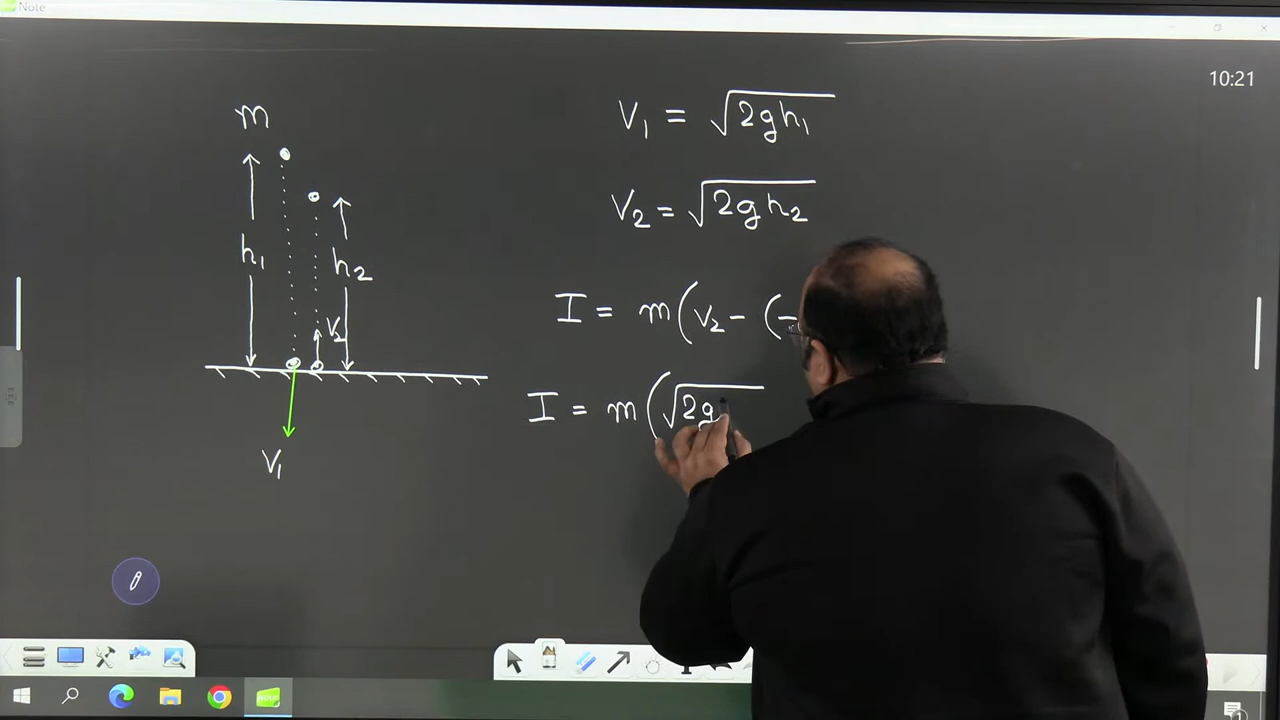 Note
10:21
m
h₁
h₂
V₂
V₁
V₁ = √2gh₁
V₂ = √2gh₂
I = m(V₂ - (-
I = m(√2g